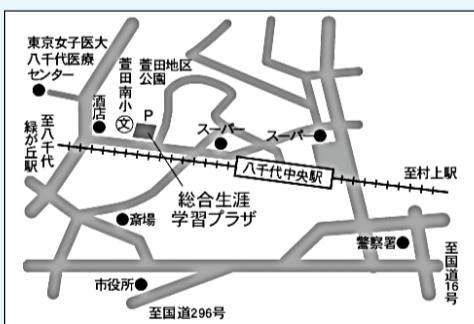 東京女子医大
八千代医療
センター
酒店
萱田南小
文
P
萱田地区
公園
スーパー
スーパー
至八千代
緑が丘駅
八千代中央駅
至村上駅
総合生涯
学習プラザ
斎場
警察署
市役所
至国道16号
至国道296号